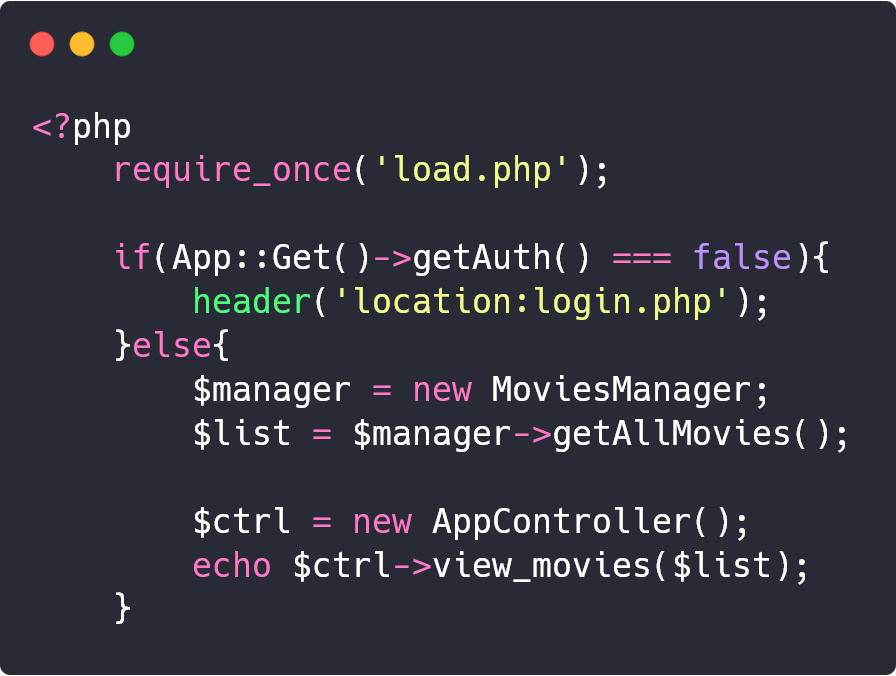 <?php
    require_once('load.php');

    if(App::Get()->getAuth() === false){
        header('location:login.php');
    }else{
        $manager = new MoviesManager;
        $list = $manager->getAllMovies();

        $ctrl = new AppController();
        echo $ctrl->view_movies($list);
    }